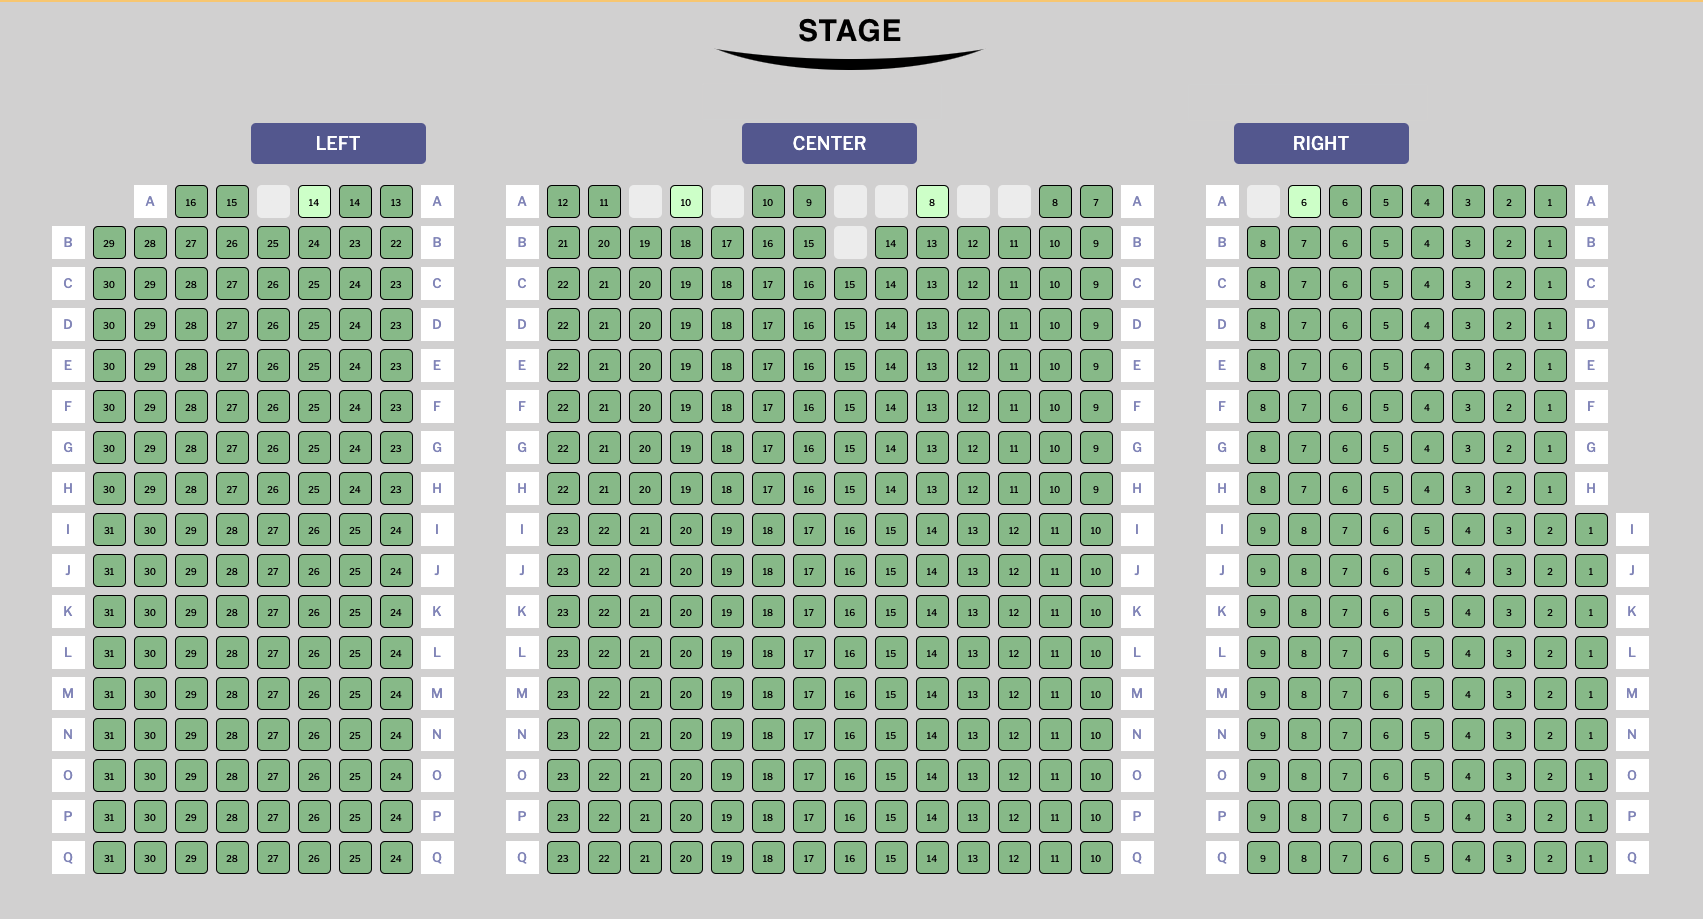 STAGE
LEFT CENTER RIGHT
A 16 15 14 14 13 A A 12 11 10 10 9 8 8 7 A A 6 6 5 4 3 2 1 A
B 29 28 27 26 25 24 23 22 B B 21 20 19 18 17 16 15 14 13 12 11 10 9 B B 8 7 6 5 4 3 2 1 B
C 30 29 28 27 26 25 24 23 C C 22 21 20 19 18 17 16 15 14 13 12 11 10 9 C C 8 7 6 5 4 3 2 1 C
D 30 29 28 27 26 25 24 23 D D 22 21 20 19 18 17 16 15 14 13 12 11 10 9 D D 8 7 6 5 4 3 2 1 D
E 30 29 28 27 26 25 24 23 E E 22 21 20 19 18 17 16 15 14 13 12 11 10 9 E E 8 7 6 5 4 3 2 1 E
F 30 29 28 27 26 25 24 23 F F 22 21 20 19 18 17 16 15 14 13 12 11 10 9 F F 8 7 6 5 4 3 2 1 F
G 30 29 28 27 26 25 24 23 G G 22 21 20 19 18 17 16 15 14 13 12 11 10 9 G G 8 7 6 5 4 3 2 1 G
H 30 29 28 27 26 25 24 23 H H 22 21 20 19 18 17 16 15 14 13 12 11 10 9 H H 8 7 6 5 4 3 2 1 H
I 31 30 29 28 27 26 25 24 I I 23 22 21 20 19 18 17 16 15 14 13 12 11 10 I I 9 8 7 6 5 4 3 2 1 I
J 31 30 29 28 27 26 25 24 J J 23 22 21 20 19 18 17 16 15 14 13 12 11 10 J J 9 8 7 6 5 4 3 2 1 J
K 31 30 29 28 27 26 25 24 K K 23 22 21 20 19 18 17 16 15 14 13 12 11 10 K K 9 8 7 6 5 4 3 2 1 K
L 31 30 29 28 27 26 25 24 L L 23 22 21 20 19 18 17 16 15 14 13 12 11 10 L L 9 8 7 6 5 4 3 2 1 L
M 31 30 29 28 27 26 25 24 M M 23 22 21 20 19 18 17 16 15 14 13 12 11 10 M M 9 8 7 6 5 4 3 2 1 M
N 31 30 29 28 27 26 25 24 N N 23 22 21 20 19 18 17 16 15 14 13 12 11 10 N N 9 8 7 6 5 4 3 2 1 N
O 31 30 29 28 27 26 25 24 O O 23 22 21 20 19 18 17 16 15 14 13 12 11 10 O O 9 8 7 6 5 4 3 2 1 O
P 31 30 29 28 27 26 25 24 P P 23 22 21 20 19 18 17 16 15 14 13 12 11 10 P P 9 8 7 6 5 4 3 2 1 P
Q 31 30 29 28 27 26 25 24 Q Q 23 22 21 20 19 18 17 16 15 14 13 12 11 10 Q Q 9 8 7 6 5 4 3 2 1 Q